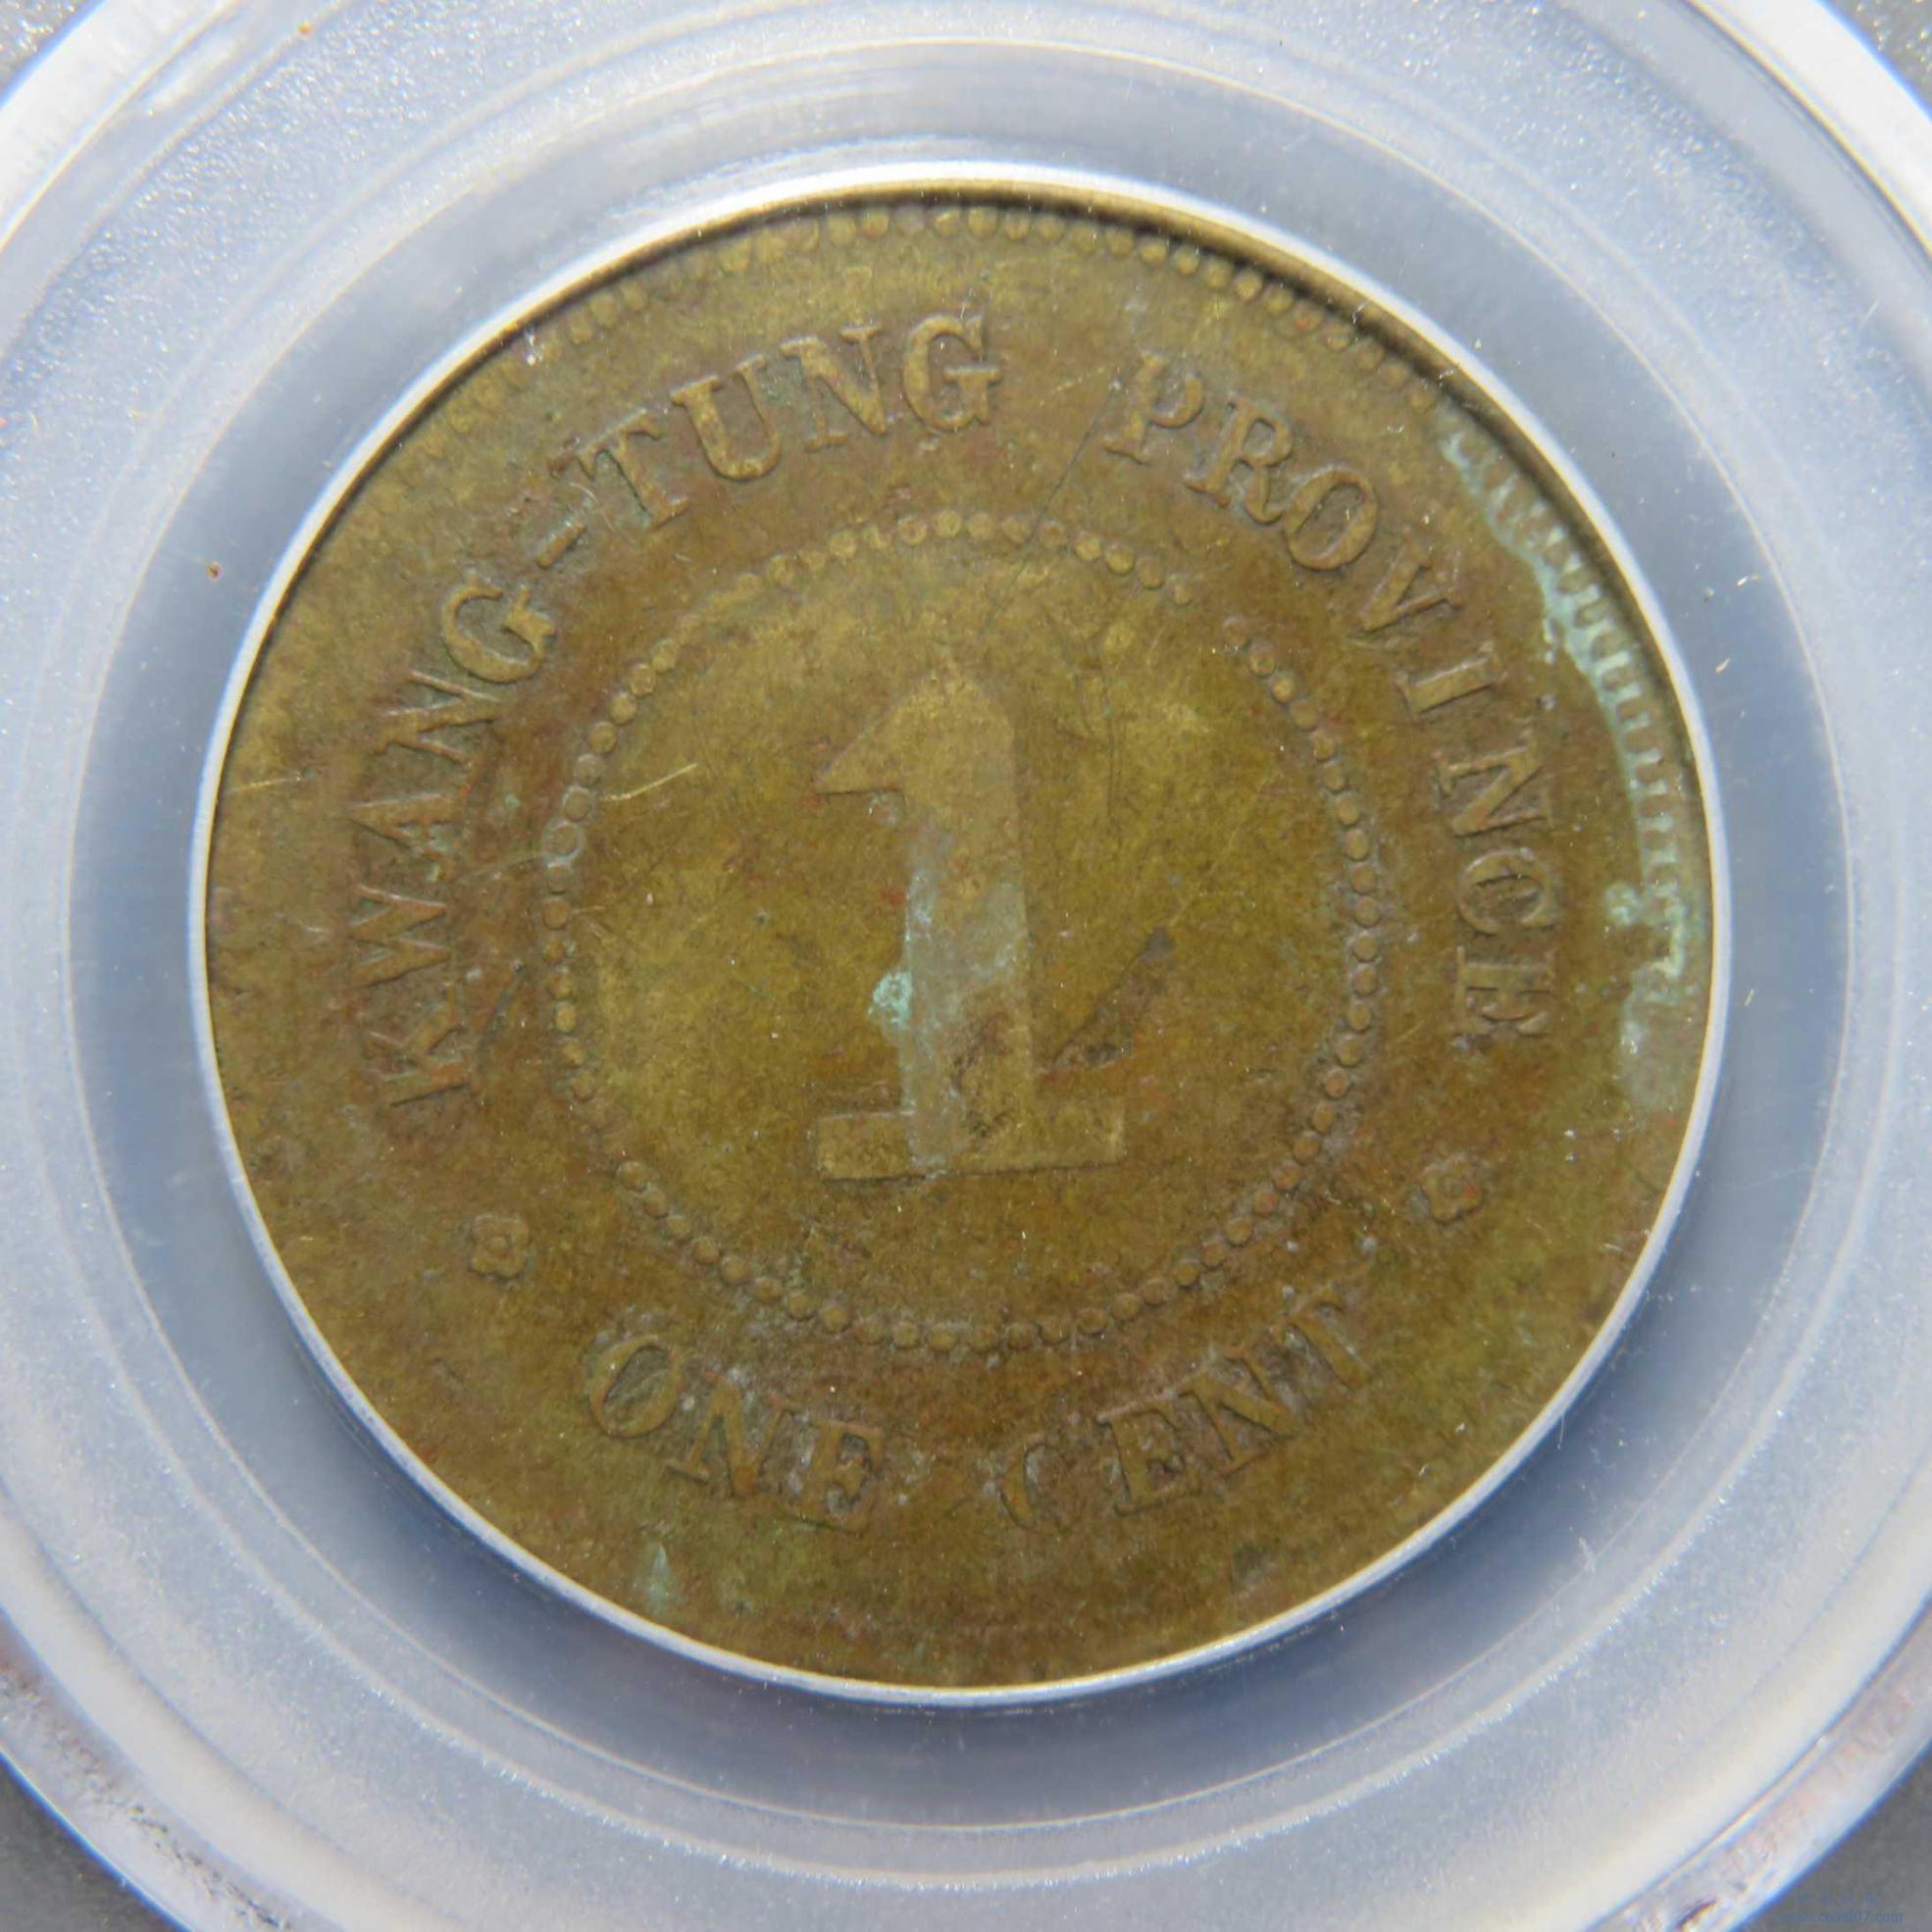 KWANG-TUNG PROVINCE
1
ONE CENT